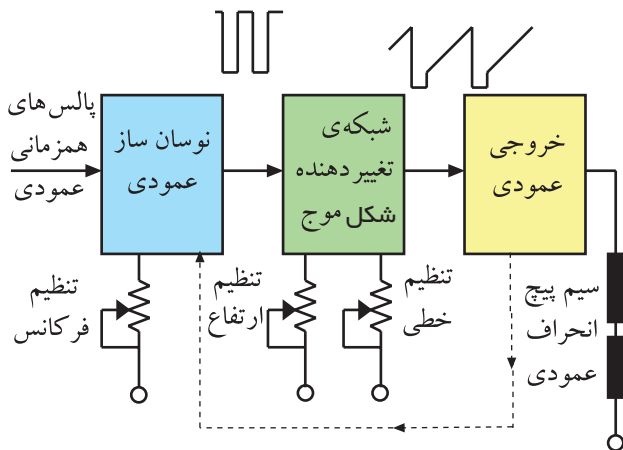 پالس‌های
همزمانی
عمودی
نوسان ساز
عمودی
شبکه‌ی
تغییر دهنده
شکل موج
خروجی
عمودی
تنظیم
فرکانس
تنظیم
ارتفاع
تنظیم
خطی
سیم پیچ
انحراف
عمودی